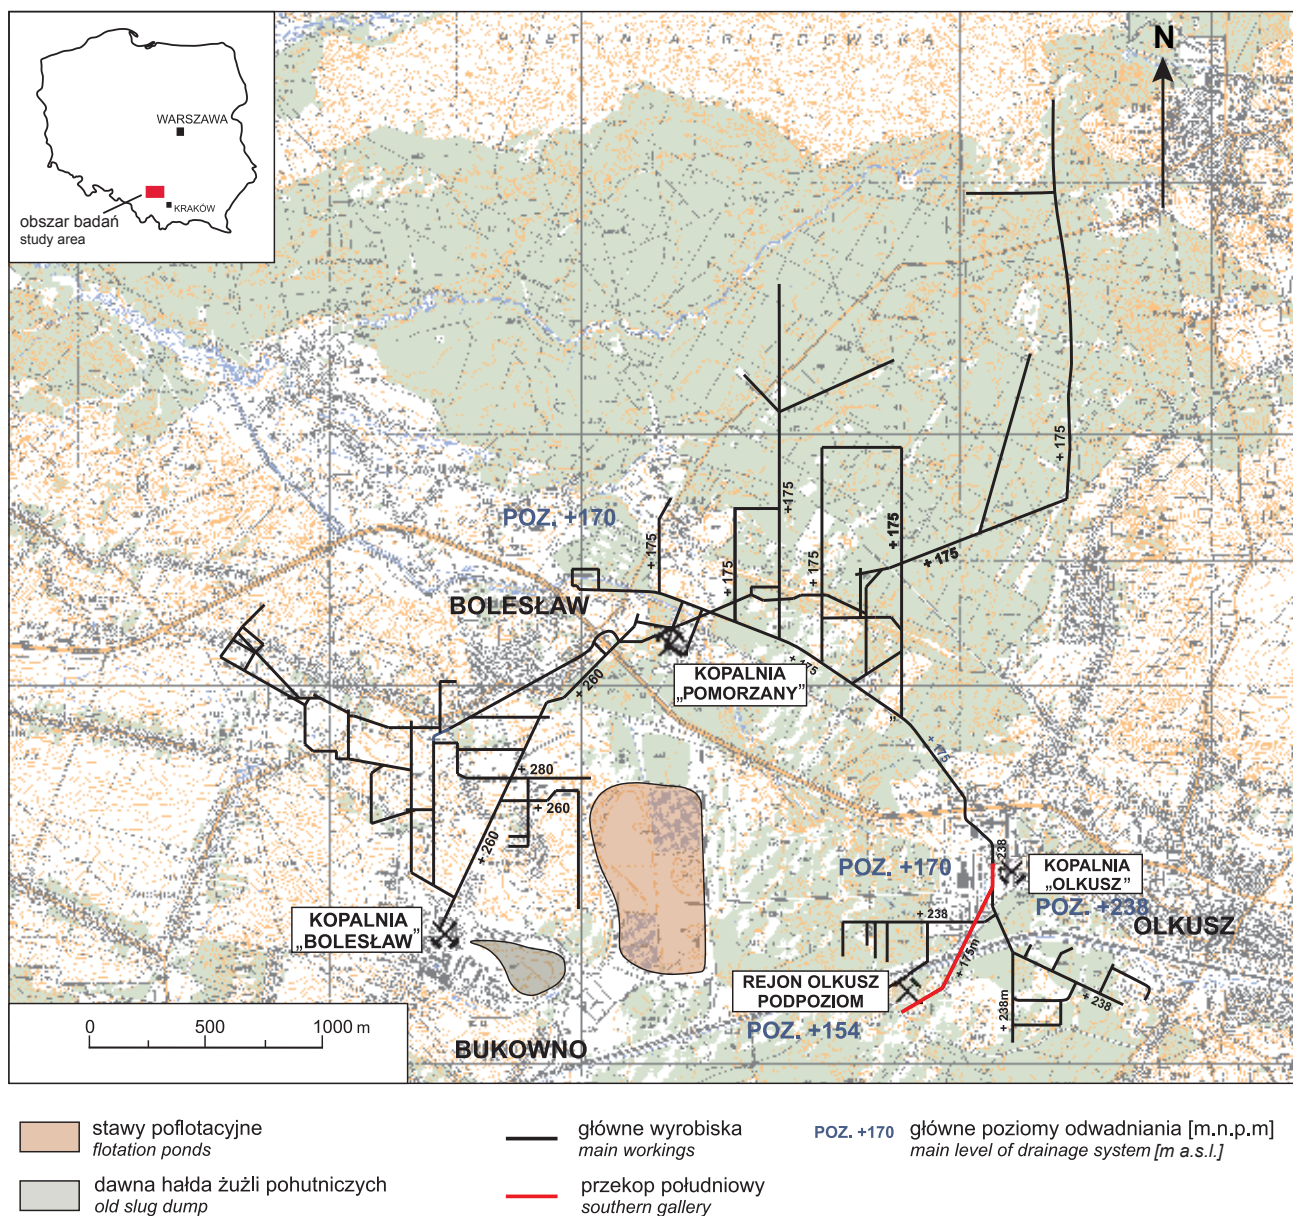 WARSZAWA
KRAKÓW
obszar badań
study area
N
+ 175
POZ. +170
+ 175
+175
+ 175
+ 175
+ 175
+ 175
BOLESŁAW
KOPALNIA
„POMORZANY”
+ 175
+ 260
+ 175
+ 280
+ 260
+ 260
POZ. +170
238
KOPALNIA
„OLKUSZ”
POZ. +238
OLKUSZ
KOPALNIA
„BOLESŁAW”
+ 238
+ 175m
REJON OLKUSZ
PODPOZIOM
+ 238m
+ 238
POZ. +154
BUKOWNO
0 500 1000 m
stawy poflotacyjne
flotation ponds
dawna hałda żużli pohutniczych
old slug dump
główne wyrobiska
main workings
przekop południowy
southern gallery
POZ. +170 główne poziomy odwadniania [m.n.p.m]
main level of drainage system [m a.s.l.]